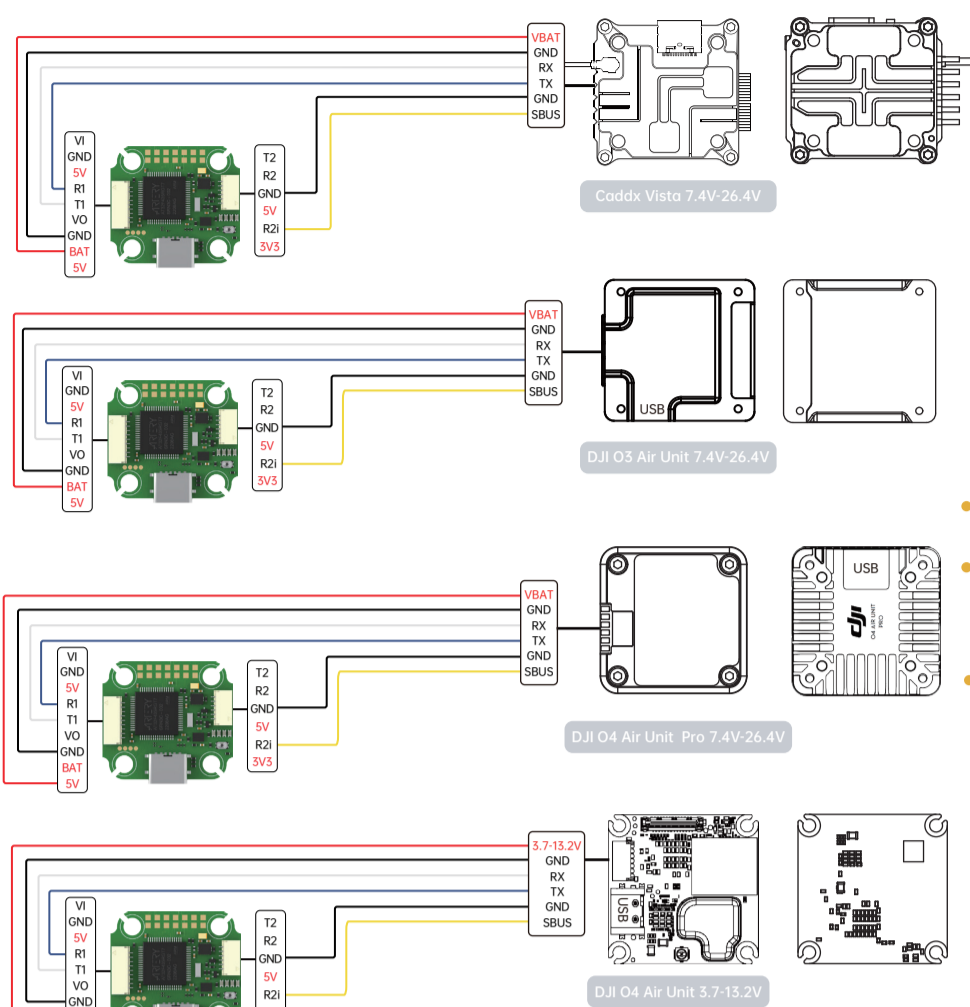 VBAT
GND
RX
TX
GND
SBUS
VI
GND
5V
R1
T1
VO
GND
BAT
5V
T2
R2
GND
5V
R2i
3V3
Caddx Vista 7.4V-26.4V
VBAT
GND
RX
TX
GND
SBUS
VI
GND
5V
R1
T1
VO
GND
BAT
5V
T2
R2
GND
5V
R2i
3V3
USB
DJI O3 Air Unit 7.4V-26.4V
VBAT
GND
RX
TX
GND
SBUS
VI
GND
5V
R1
T1
VO
GND
BAT
5V
T2
R2
GND
5V
R2i
3V3
USB
dji
O4 AIR UNIT
PRO
DJI O4 Air Unit Pro 7.4V-26.4V
3.7-13.2V
GND
RX
TX
GND
SBUS
VI
GND
5V
R1
T1
VO
GND
T2
R2
GND
5V
R2i
USB
DJI O4 Air Unit 3.7-13.2V